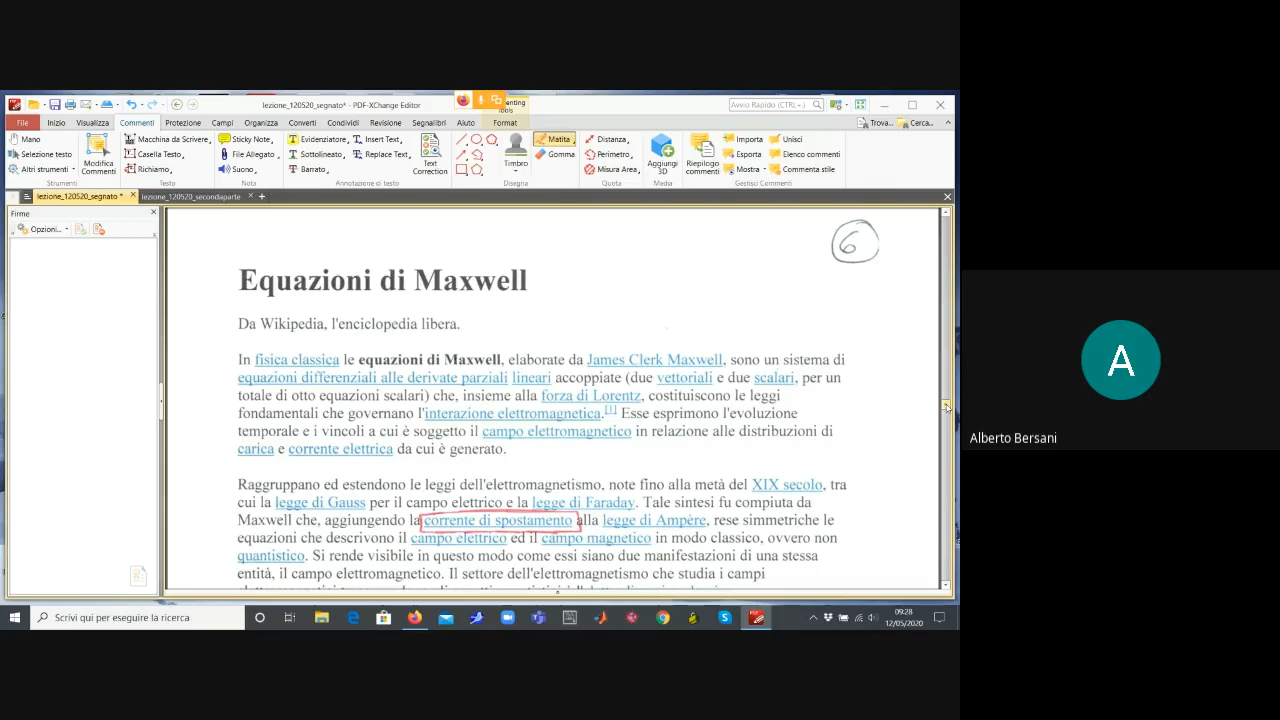 lezione_120520_segnato* - PDF-XChange Editor
Avvio Rapido (CTRL+.)
File Inizio Visualizza Commenti Protezione Campi Organizza Converti Condividi Revisione Segnalibri Aiuto Format Trova... Cerca...
Mano
Selezione testo
Altri strumenti
Strumenti
Modifica Commenti
Macchina da Scrivere
Casella Testo
Richiamo
Testo
Sticky Note
File Allegato
Suono
Nota
Evidenziatore
Sottolineato
Barrato
Insert Text
Replace Text
Text Correction
Annotazione di testo
Timbro
Matita
Gomma
Disegna
Distanza
Perimetro
Misura Area
Quota
Aggiungi 3D
Media
Riepilogo commenti
Importa
Esporta
Mostra
Unisci
Elenco commento
Commenta stile
Gestisci Commenti
lezione_120520_segnato * lezione_120520_secondaparte
Firme
Opzioni...
6
Equazioni di Maxwell
Da Wikipedia, l'enciclopedia libera.
In fisica classica le equazioni di Maxwell, elaborate da James Clerk Maxwell, sono un sistema di
equazioni differenziali alle derivate parziali lineari accoppiate (due vettoriali e due scalari, per un
totale di otto equazioni scalari) che, insieme alla forza di Lorentz, costituiscono le leggi
fondamentali che governano l'interazione elettromagnetica.[1] Esse esprimono l'evoluzione
temporale e i vincoli a cui è soggetto il campo elettromagnetico in relazione alle distribuzioni di
carica e corrente elettrica da cui è generato.
Raggruppano ed estendono le leggi dell'elettromagnetismo, note fino alla metà del XIX secolo, tra
cui la legge di Gauss per il campo elettrico e la legge di Faraday. Tale sintesi fu compiuta da
Maxwell che, aggiungendo la corrente di spostamento alla legge di Ampère, rese simmetriche le
equazioni che descrivono il campo elettrico ed il campo magnetico in modo classico, ovvero non
quantistico. Si rende visibile in questo modo come essi siano due manifestazioni di una stessa
entità, il campo elettromagnetico. Il settore dell'elettromagnetismo che studia i campi
Scrivi qui per eseguire la ricerca
09:28
12/05/2020
A
Alberto Bersani